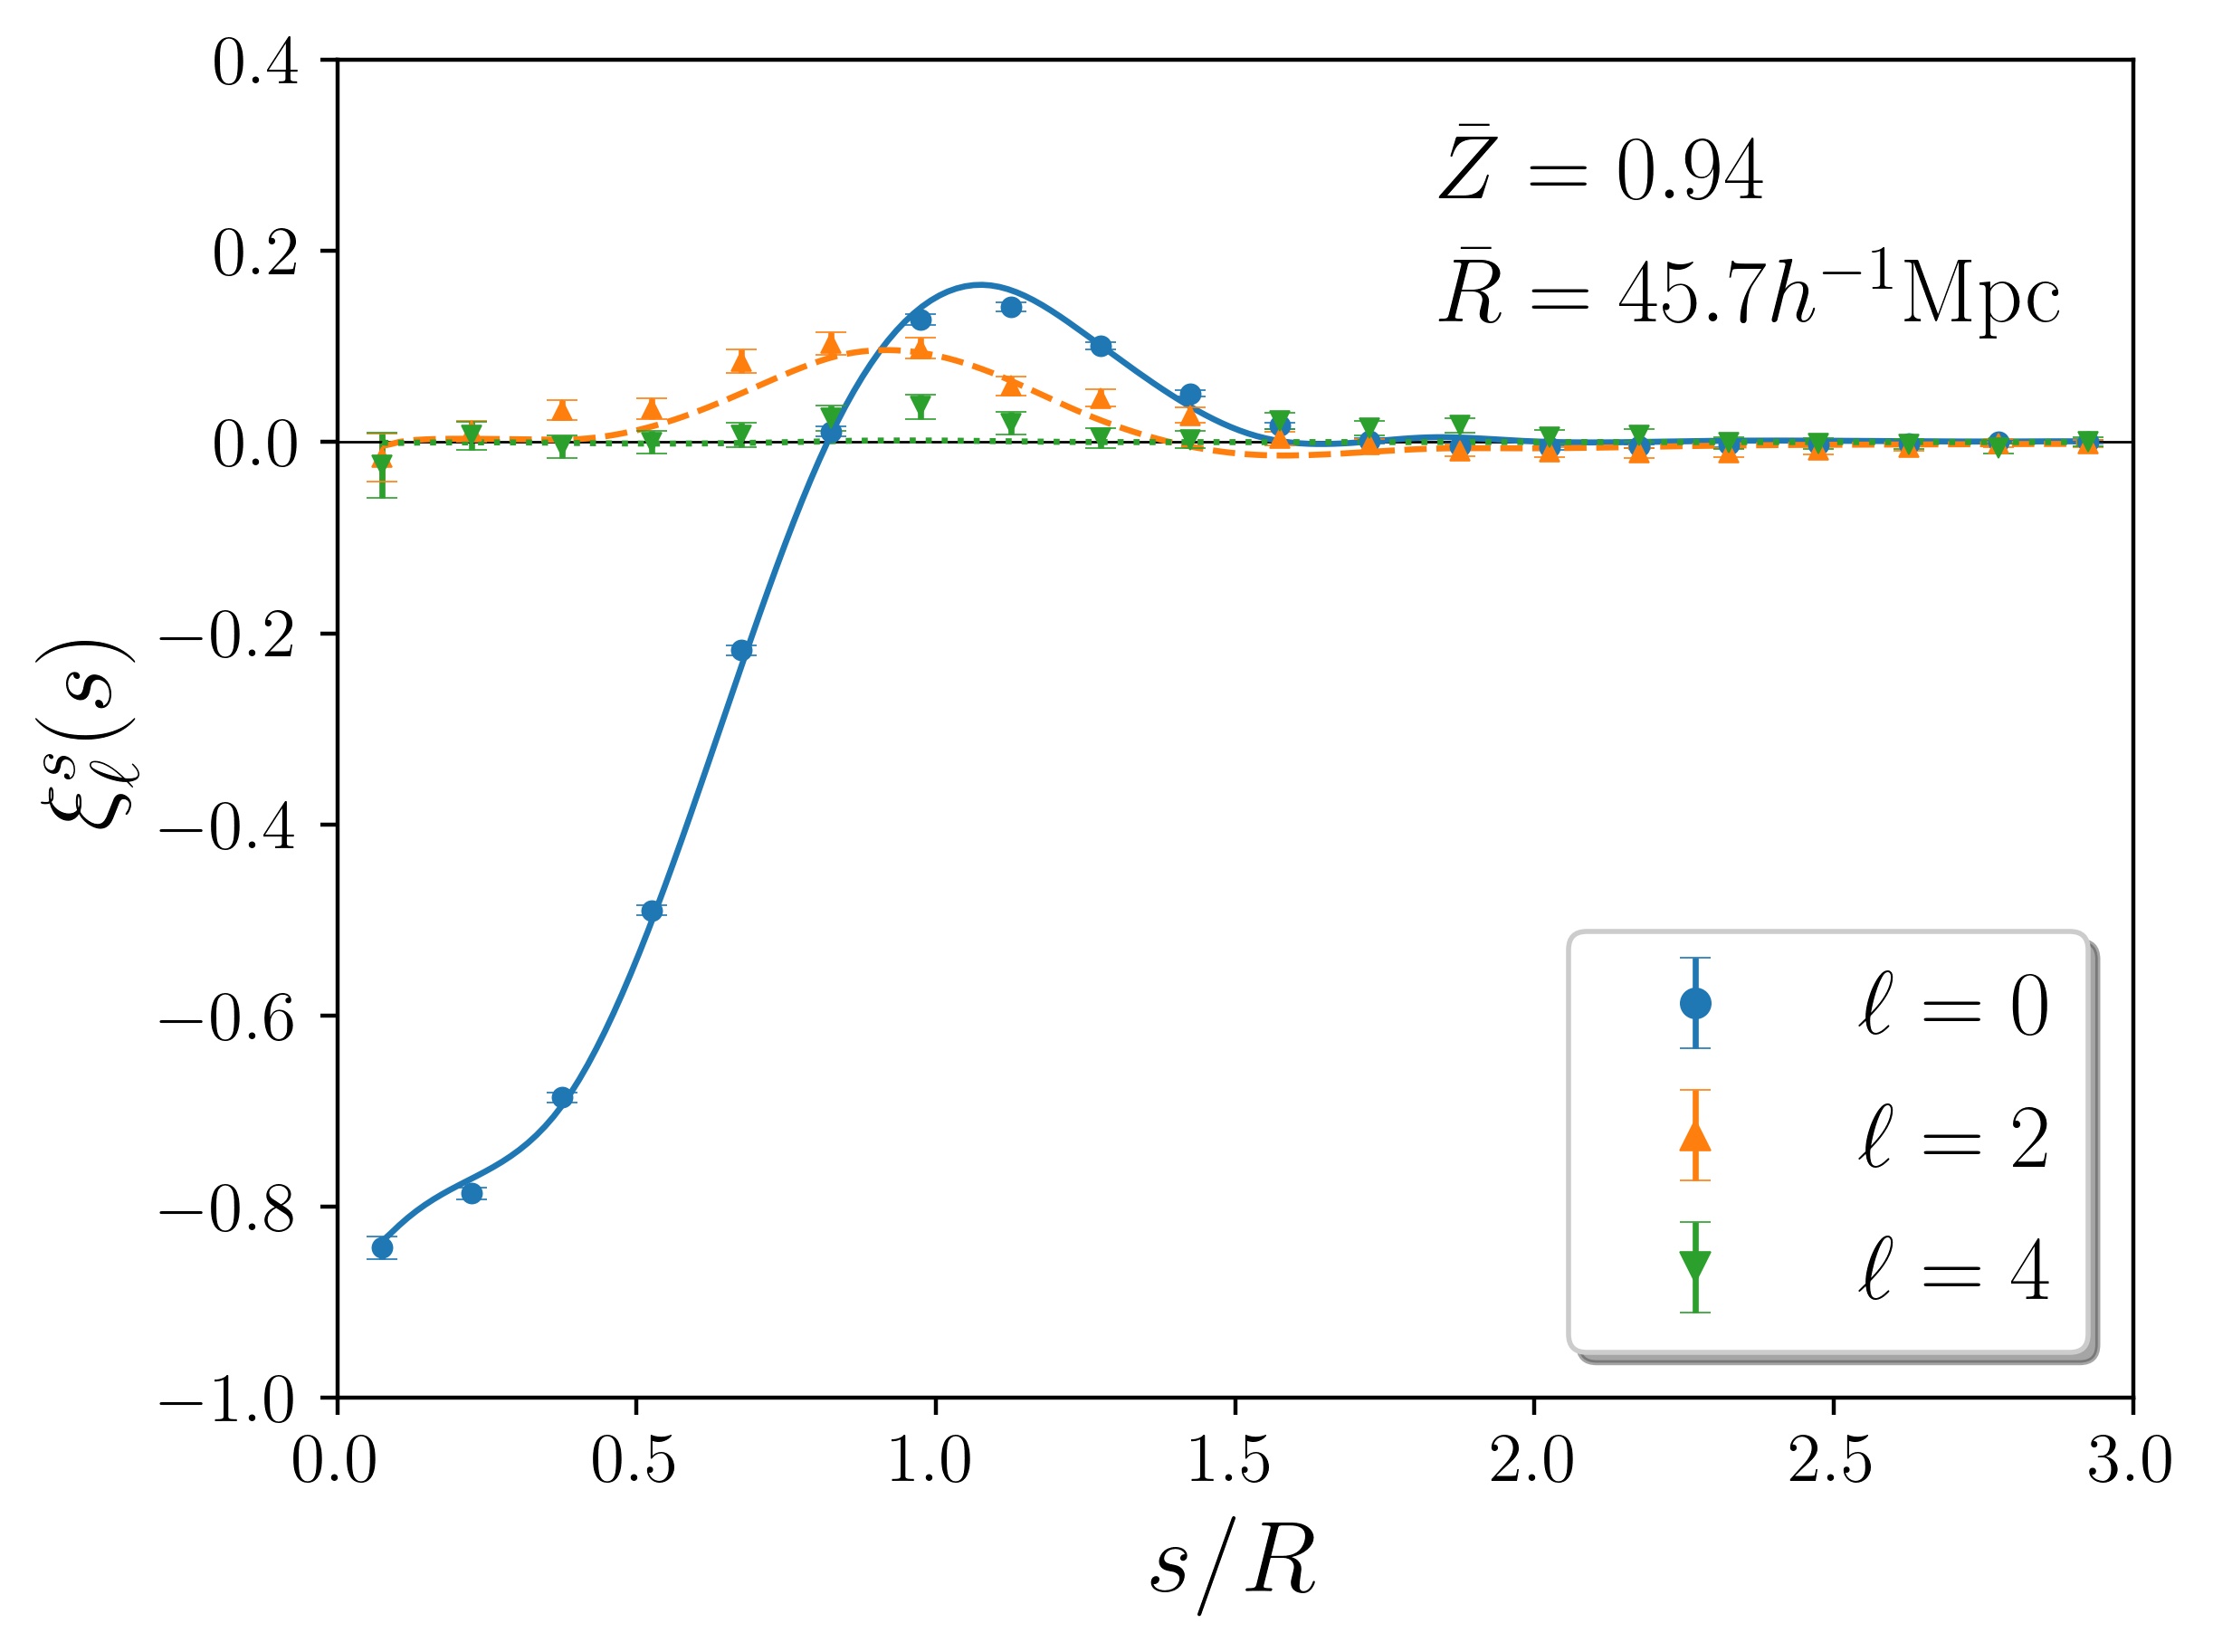 0.4
0.2
0.0
−0.2
−0.4
−0.6
−0.8
−1.0
ξ^s_ℓ(s)
Z̄ = 0.94
R̄ = 45.7h⁻¹Mpc
ℓ = 0
ℓ = 2
ℓ = 4
0.0 0.5 1.0 1.5 2.0 2.5 3.0
s/R